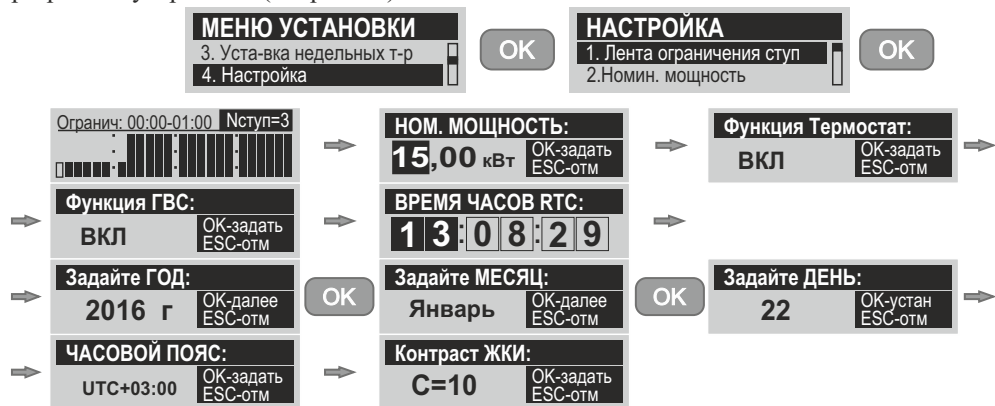 МЕНЮ УСТАНОВКИ
3. Уста-вка недельных т-р
4. Настройка
OK
НАСТРОЙКА
1. Лента ограничения ступ
2.Номин. мощность
OK
Огранич: 00:00-01:00 Nступ=3
НОМ. МОЩНОСТЬ:
15,00 кВт
OK-задать
ESC-отм
Функция Термостат:
ВКЛ
OK-задать
ESC-отм
Функция ГВС:
ВКЛ
OK-задать
ESC-отм
ВРЕМЯ ЧАСОВ RTC:
13:08:29
Задайте ГОД:
2016 г
OK-далее
ESC-отм
OK
Задайте МЕСЯЦ:
Январь
OK-далее
ESC-отм
OK
Задайте ДЕНЬ:
22
OK-устан
ESC-отм
ЧАСОВОЙ ПОЯС:
UTC+03:00
OK-задать
ESC-отм
Контраст ЖКИ:
C=10
OK-задать
ESC-отм